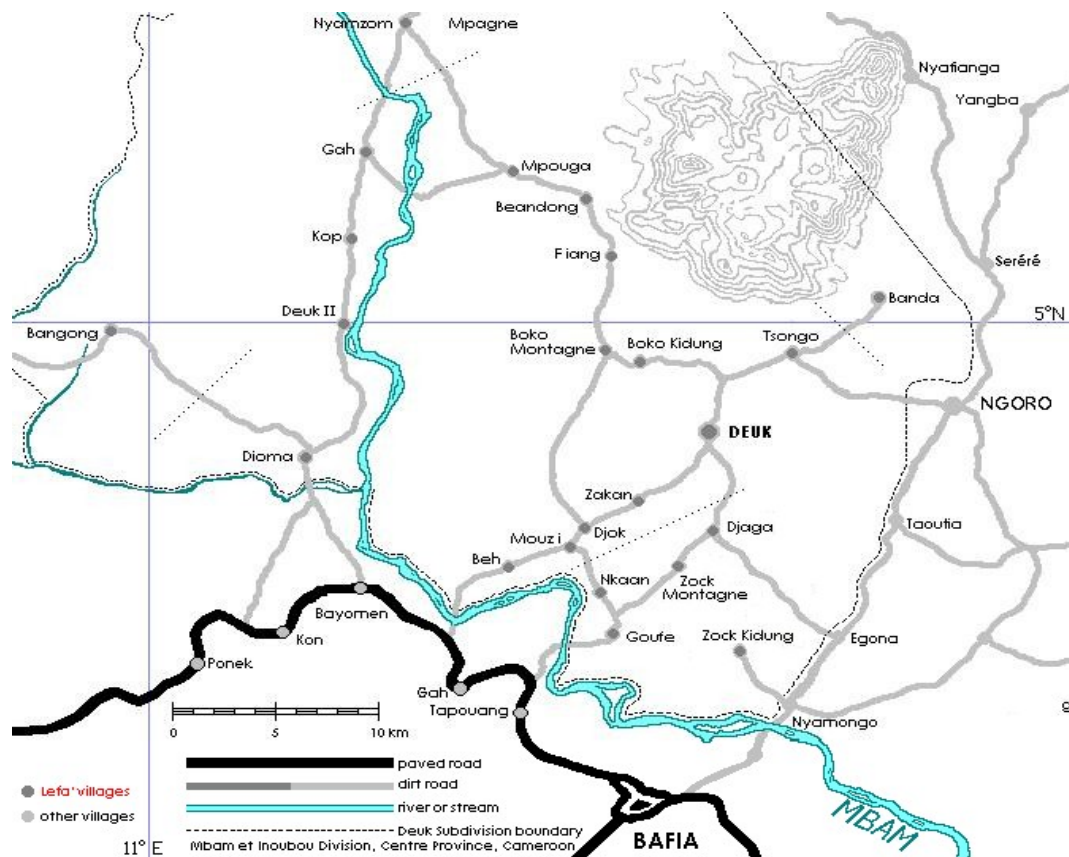 Nyamzom
Mpagne
Nyafianga
Yangba
Gah
Mpouga
Beandong
Kop
Fiang
Seréré
Banda
Deuk II
5°N
Bangong
Boko
Montagne
Boko Kidung
Tsongo
NGORO
DEUK
Dioma
Zakan
Taoutia
Mouzi
Djok
Djaga
Beh
Nkaan
Zock
Montagne
Bayomen
Goufe
Zock Kidung
Egona
Kon
Ponek
Gah
Tapouang
Nyamongo
g
0 5 10 km
paved road
Lefa' villages
dirt road
other villages
river or stream
MBAM
Deuk Subdivision boundary
11° E
Mbam et Inoubou Division, Centre Province, Cameroon
BAFIA